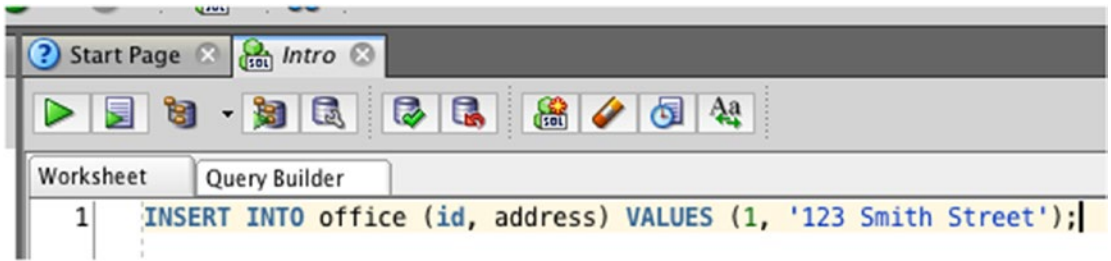 Start Page
Intro
Worksheet
Query Builder
1
INSERT INTO office (id, address) VALUES (1, '123 Smith Street');